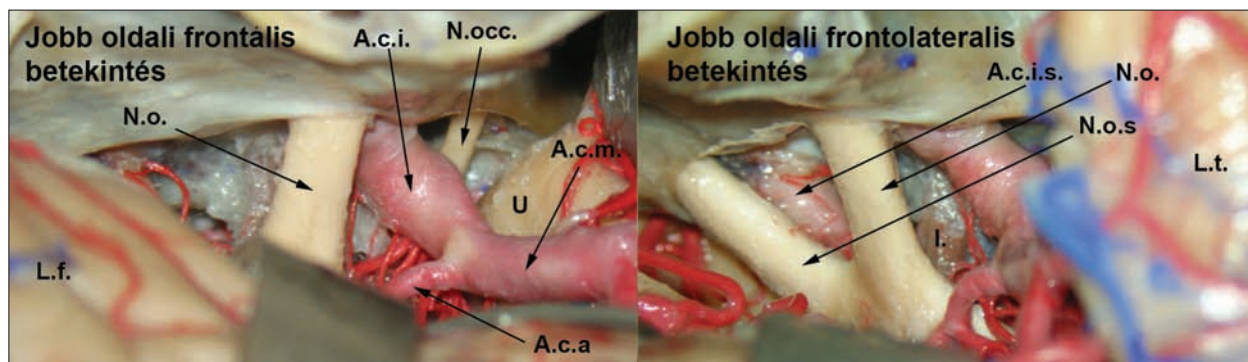 Jobb oldali frontális
betekintés
A.c.i.
N.occ.
N.o.
A.c.m.
U
L.f.
A.c.a
Jobb oldali frontolateralis
betekintés
A.c.i.s.
N.o.
N.o.s
L.t.
I.